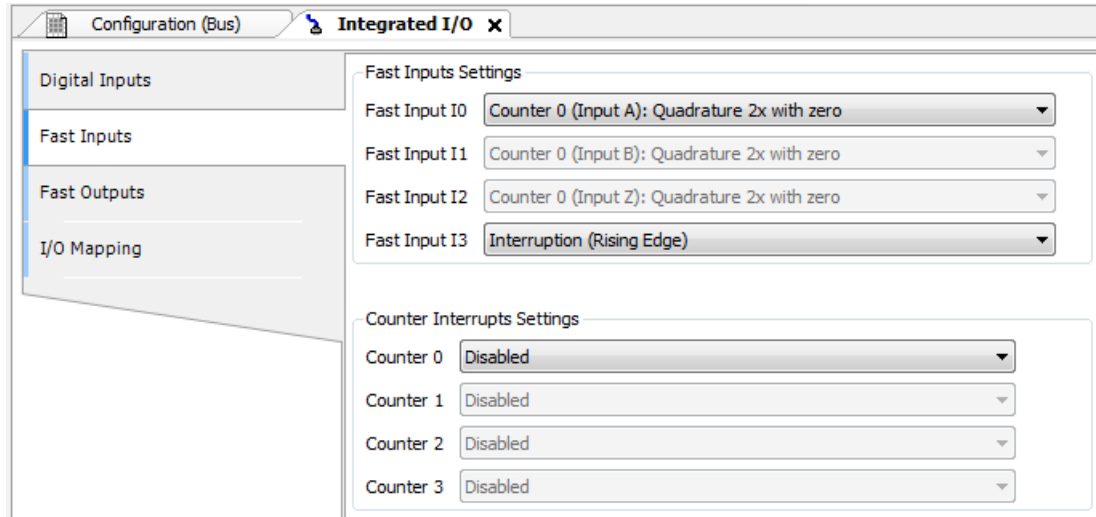 Configuration (Bus) Integrated I/O X
Digital Inputs
Fast Inputs
Fast Outputs
I/O Mapping
Fast Inputs Settings
Fast Input I0 Counter 0 (Input A): Quadrature 2x with zero
Fast Input I1 Counter 0 (Input B): Quadrature 2x with zero
Fast Input I2 Counter 0 (Input Z): Quadrature 2x with zero
Fast Input I3 Interruption (Rising Edge)
Counter Interrupts Settings
Counter 0 Disabled
Counter 1 Disabled
Counter 2 Disabled
Counter 3 Disabled